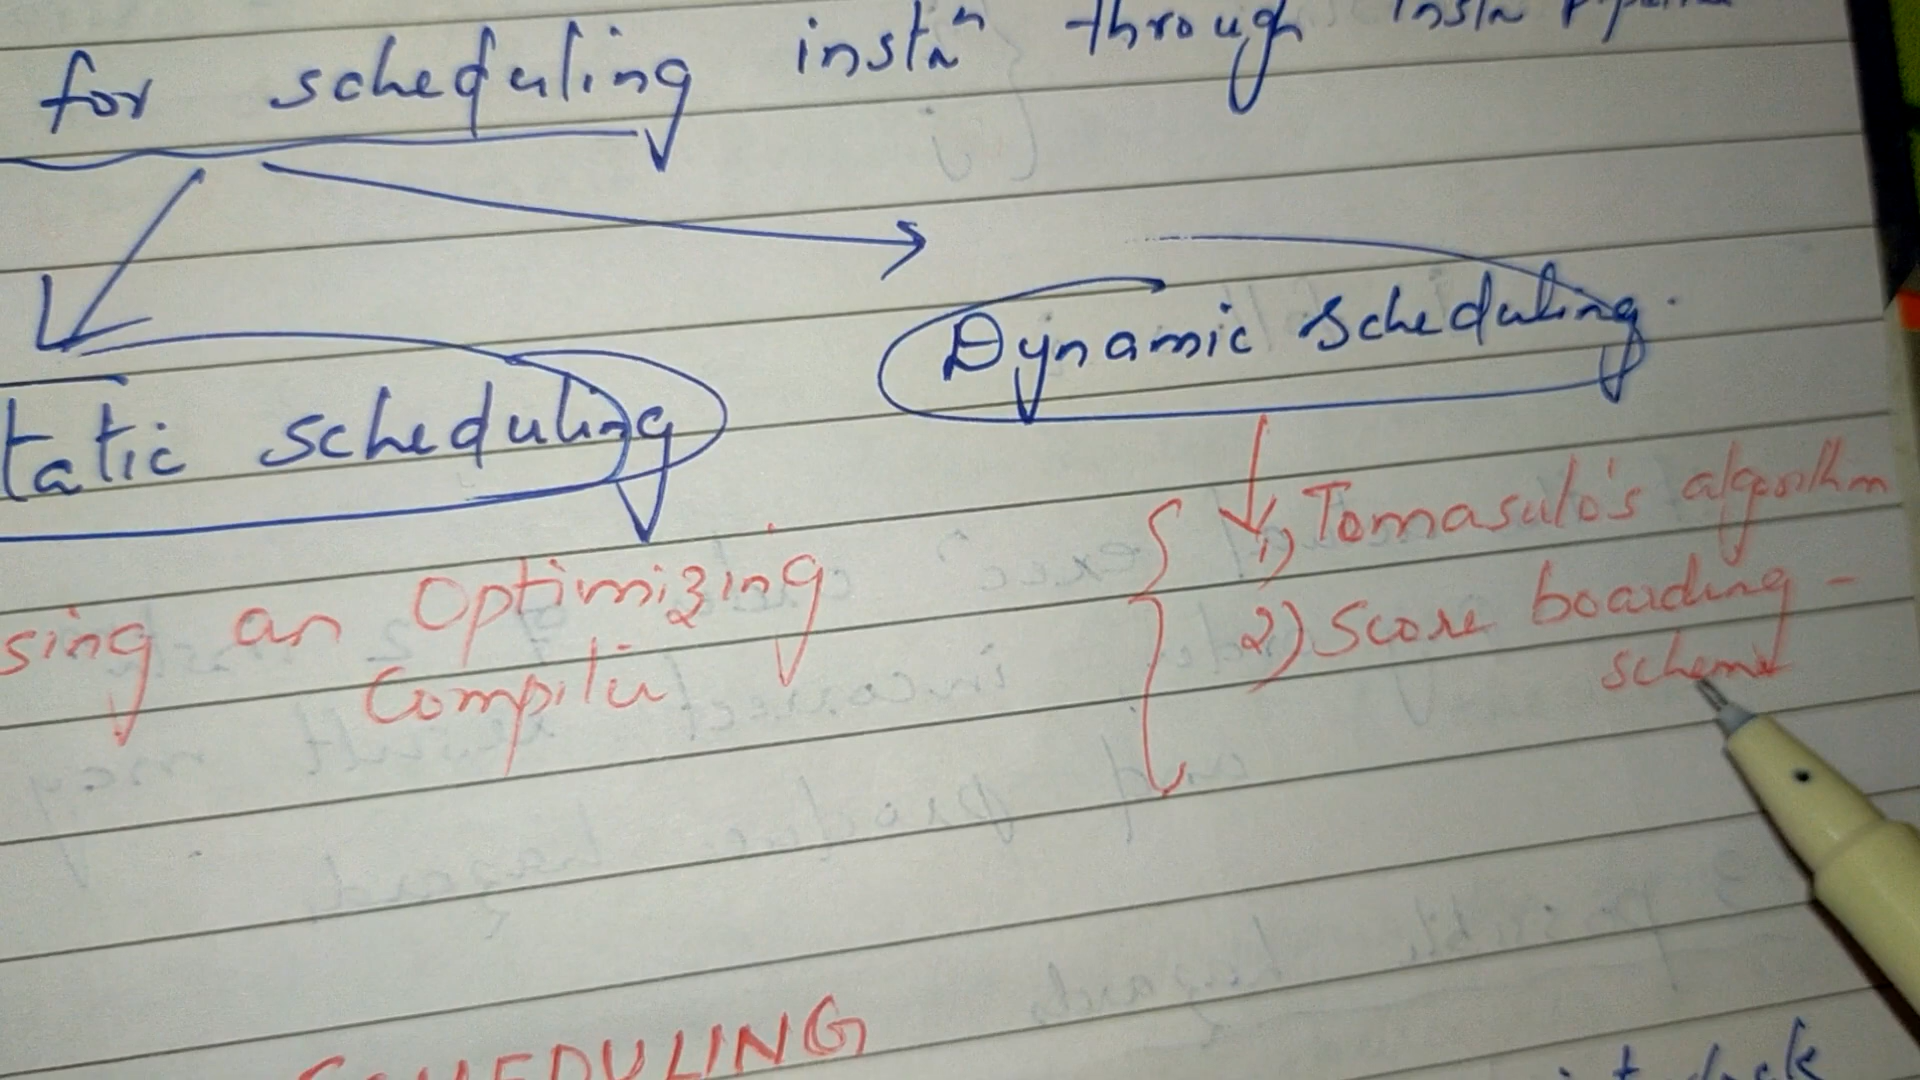 for scheduling instn through instn
Dynamic scheduling.
tatic scheduling
1) Tomasulo's algorithm
sing an Optimizing
2) Score boarding -
compiler
scheme
SCHEDULING